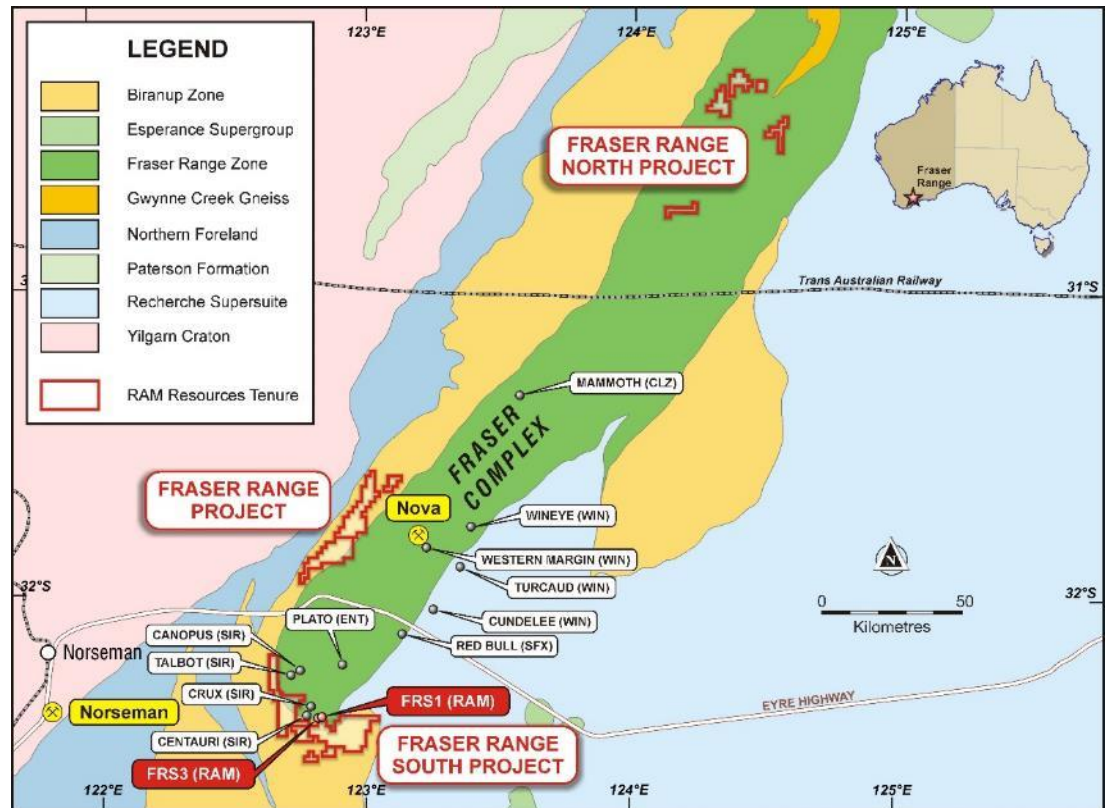 LEGEND
Biranup Zone
Esperance Supergroup
Fraser Range Zone
Gwynne Creek Gneiss
Northern Foreland
Paterson Formation
Recherche Supersuite
Yilgarn Craton
RAM Resources Tenure
123°E
124°E
125°E
FRASER RANGE
NORTH PROJECT
Fraser
Range
Trans Australian Railway
3
31°S
MAMMOTH (CLZ)
FRASER
COMPLEX
FRASER RANGE
PROJECT
Nova
WINEYE (WIN)
WESTERN MARGIN (WIN)
TURCAUD (WIN)
N
32°S
32°S
0
50
Kilometres
CUNDELEE (WIN)
PLATO (ENT)
RED BULL (SFX)
CANOPUS (SIR)
Norseman
TALBOT (SIR)
CRUX (SIR)
FRS1 (RAM)
EYRE HIGHWAY
Norseman
CENTAURI (SIR)
FRASER RANGE
SOUTH PROJECT
FRS3 (RAM)
122°E
123°E
124°E
125°E